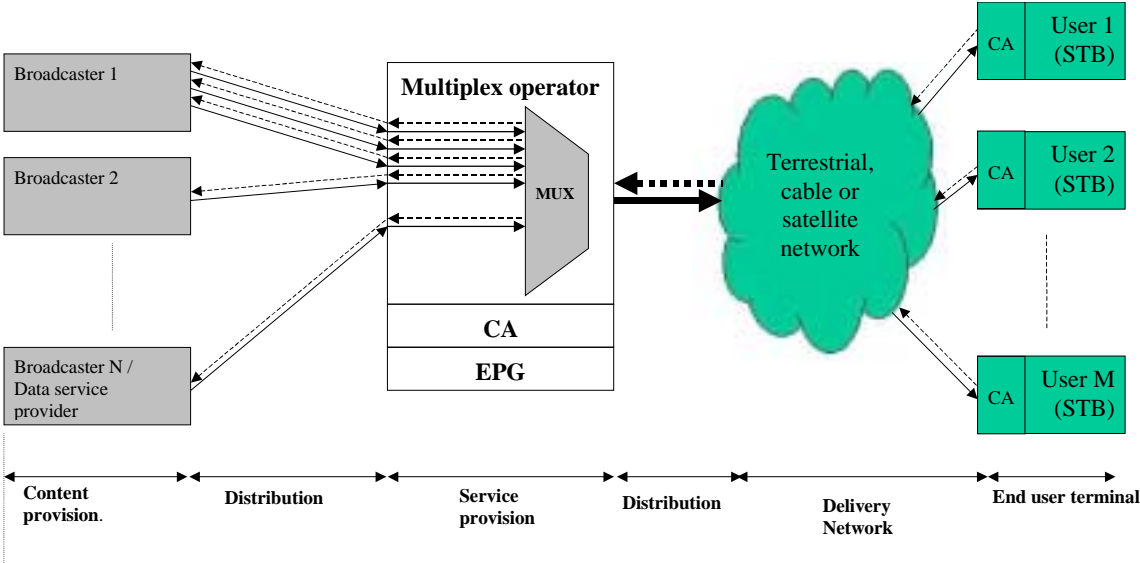 Broadcaster 1
Broadcaster 2
Broadcaster N /
Data service
provider
Multiplex operator
MUX
CA
EPG
Terrestrial,
cable or
satellite
network
CA
User 1
(STB)
CA
User 2
(STB)
CA
User M
(STB)
Content
provision.
Distribution
Service
provision
Distribution
Delivery
Network
End user terminal